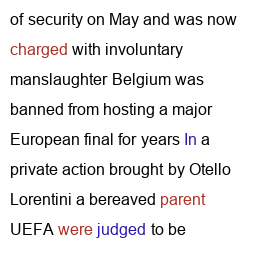 of security on May and was now
charged with involuntary
manslaughter Belgium was
banned from hosting a major
European final for years In a
private action brought by Otello
Lorentini a bereaved parent
UEFA were judged to be